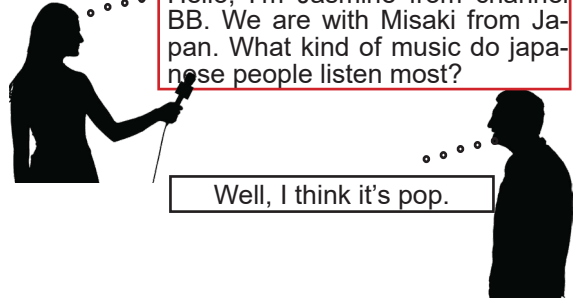 Hello, I'm Jasmine from channel
BB. We are with Misaki from Ja-
pan. What kind of music do japa-
nese people listen most?
Well, I think it's pop.